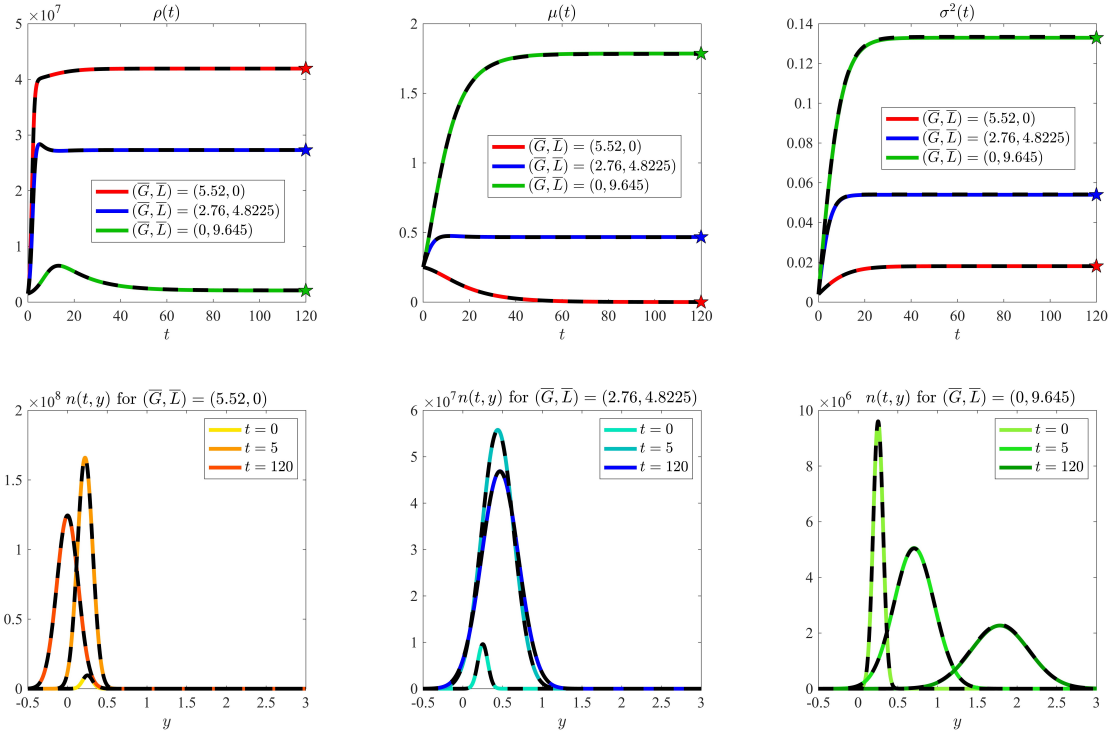 ρ(t)
×10⁷
5
4
3
2
1
0
(G̅, L̅) = (5.52, 0)
(G̅, L̅) = (2.76, 4.8225)
(G̅, L̅) = (0, 9.645)
0 20 40 60 80 100 120
t
μ(t)
2
1.5
1
0.5
0
(G̅, L̅) = (5.52, 0)
(G̅, L̅) = (2.76, 4.8225)
(G̅, L̅) = (0, 9.645)
0 20 40 60 80 100 120
t
σ²(t)
0.14
0.12
0.1
0.08
0.06
0.04
0.02
0
(G̅, L̅) = (5.52, 0)
(G̅, L̅) = (2.76, 4.8225)
(G̅, L̅) = (0, 9.645)
0 20 40 60 80 100 120
t
×10⁸ n(t, y) for (G̅, L̅) = (5.52, 0)
2
1.5
1
0.5
0
t = 0
t = 5
t = 120
-0.5 0 0.5 1 1.5 2 2.5 3
y
×10⁷ n(t, y) for (G̅, L̅) = (2.76, 4.8225)
6
5
4
3
2
1
0
t = 0
t = 5
t = 120
-0.5 0 0.5 1 1.5 2 2.5 3
y
×10⁶ n(t, y) for (G̅, L̅) = (0, 9.645)
10
8
6
4
2
0
t = 0
t = 5
t = 120
-0.5 0 0.5 1 1.5 2 2.5 3
y